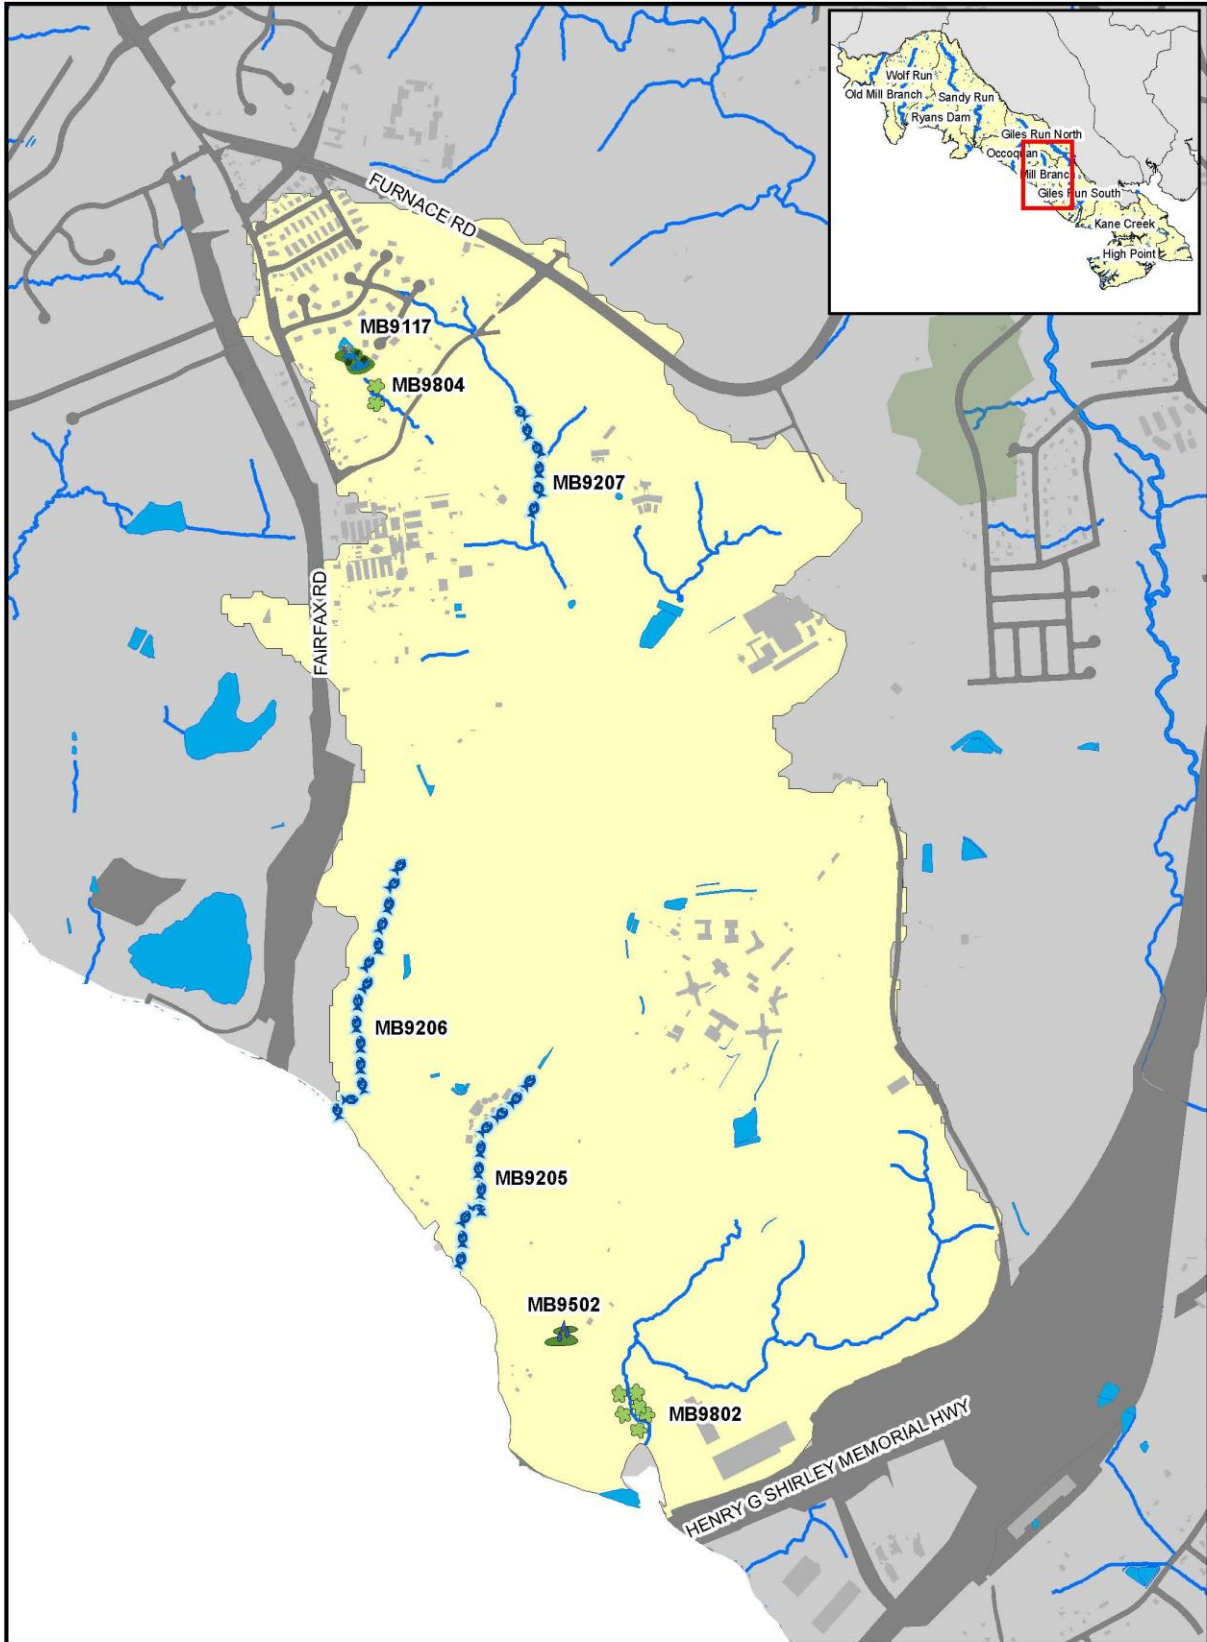 Wolf Run
Old Mill Branch
Sandy Run
Ryans Dam
Giles Run North
Occoquan
Mill Branch
Giles Run South
Kane Creek
High Point
FURNACE RD
MB9117
MB9804
MB9207
FAIRFAX RD
MB9206
MB9205
MB9502
MB9802
HENRY G SHIRLEY MEMORIAL HWY